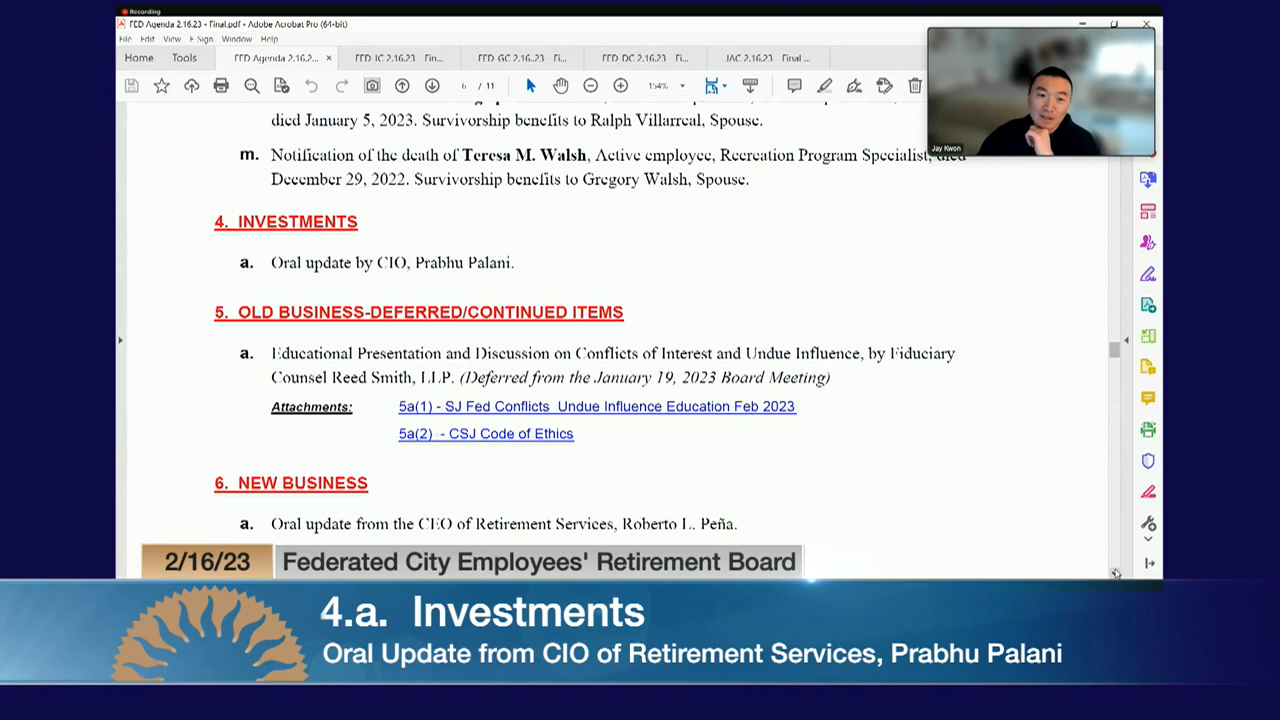 Recording
FED Agenda 2.16.23 - Final.pdf - Adobe Acrobat Pro (64-bit)
File Edit View E-Sign Window Help
Home Tools FED Agenda 2.16.2... × FED-IC 2.16.23 - Fin... FED-GC 2.16.23 - Fi... FED-DC 2.16.23 - Fi... JAC 2.16.23 - Final ...
6 / 11 154%
died January 5, 2023. Survivorship benefits to Ralph Villarreal, Spouse.
m. Notification of the death of Teresa M. Walsh, Active employee, Recreation Program Specialist, died
December 29, 2022. Survivorship benefits to Gregory Walsh, Spouse.
Jay Kwon
4. INVESTMENTS
a. Oral update by CIO, Prabhu Palani.
5. OLD BUSINESS-DEFERRED/CONTINUED ITEMS
a. Educational Presentation and Discussion on Conflicts of Interest and Undue Influence, by Fiduciary
Counsel Reed Smith, LLP. (Deferred from the January 19, 2023 Board Meeting)
Attachments: 5a(1) - SJ Fed Conflicts Undue Influence Education Feb 2023
5a(2) - CSJ Code of Ethics
6. NEW BUSINESS
a. Oral update from the CEO of Retirement Services, Roberto L. Peña.
2/16/23 Federated City Employees' Retirement Board
4.a. Investments
Oral Update from CIO of Retirement Services, Prabhu Palani